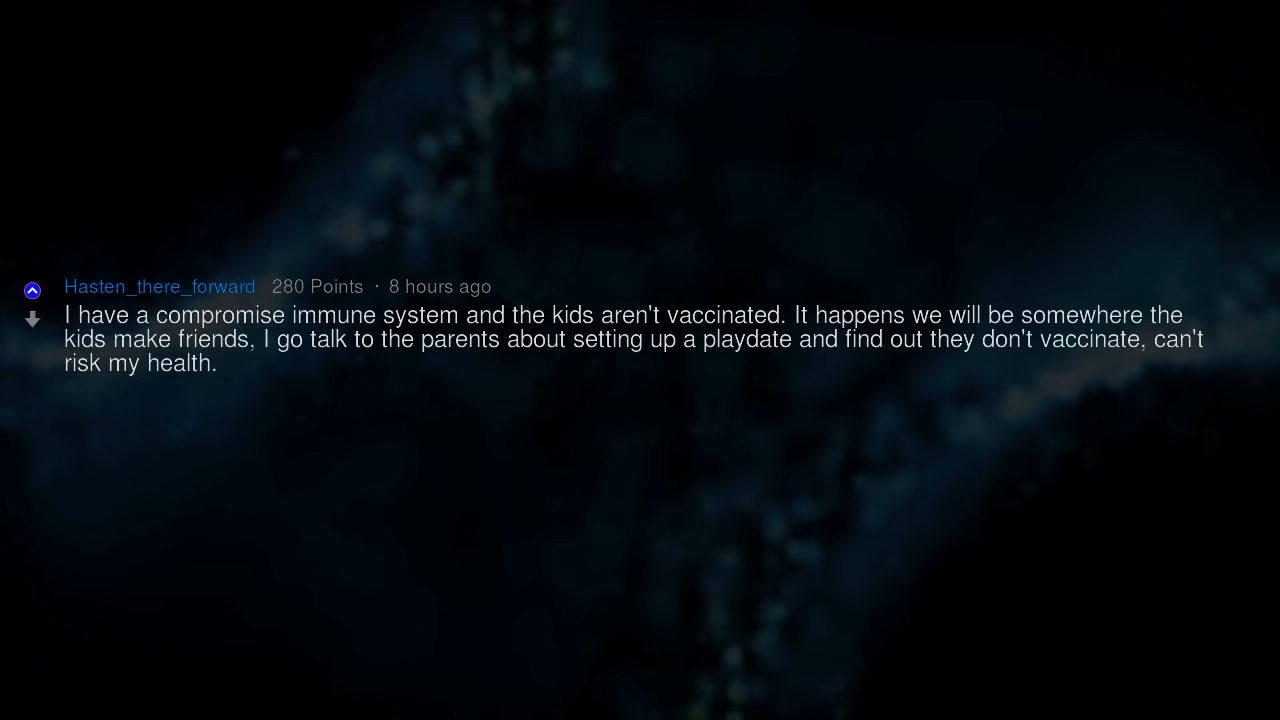 Hasten_there_forward 280 Points · 8 hours ago
I have a compromise immune system and the kids aren't vaccinated. It happens we will be somewhere the
kids make friends, I go talk to the parents about setting up a playdate and find out they don't vaccinate, can't
risk my health.